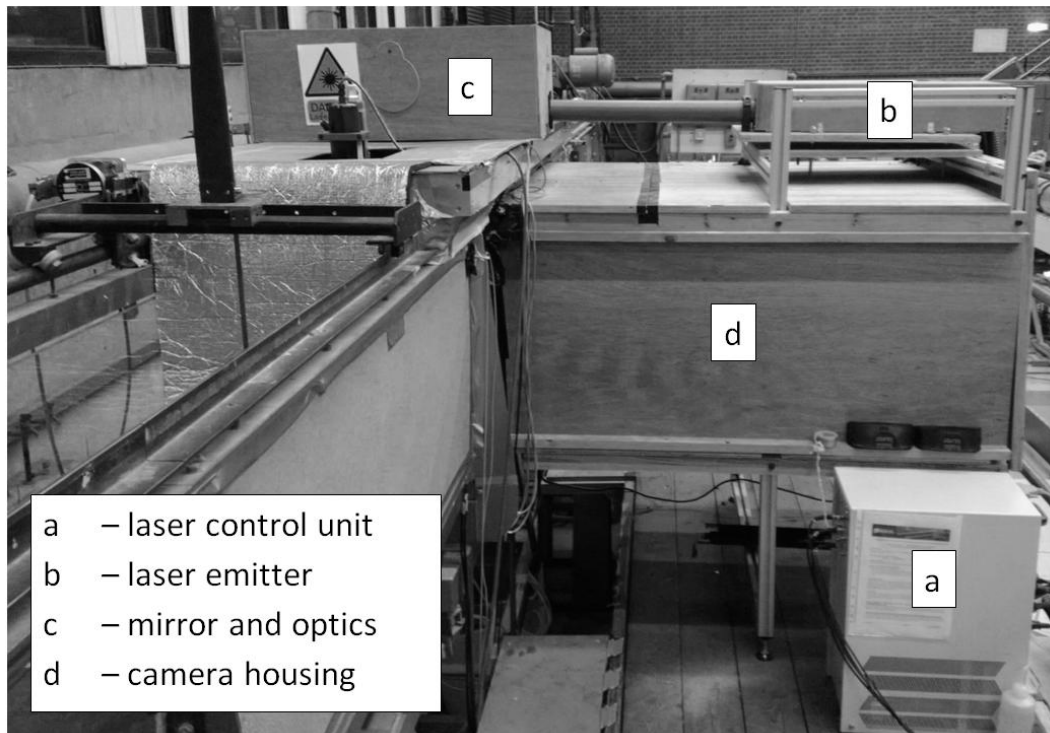 c
b
d
a
a – laser control unit
b – laser emitter
c – mirror and optics
d – camera housing